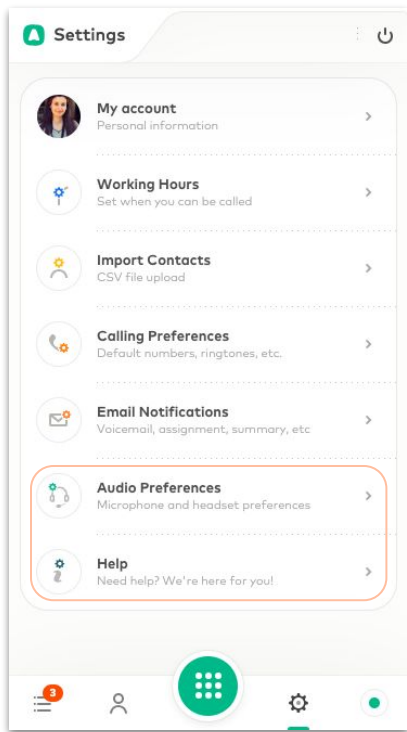 Settings
My account
Personal information
Working Hours
Set when you can be called
Import Contacts
CSV file upload
Calling Preferences
Default numbers, ringtones, etc.
Email Notifications
Voicemail, assignment, summary, etc
Audio Preferences
Microphone and headset preferences
Help
Need help? We're here for you!
3